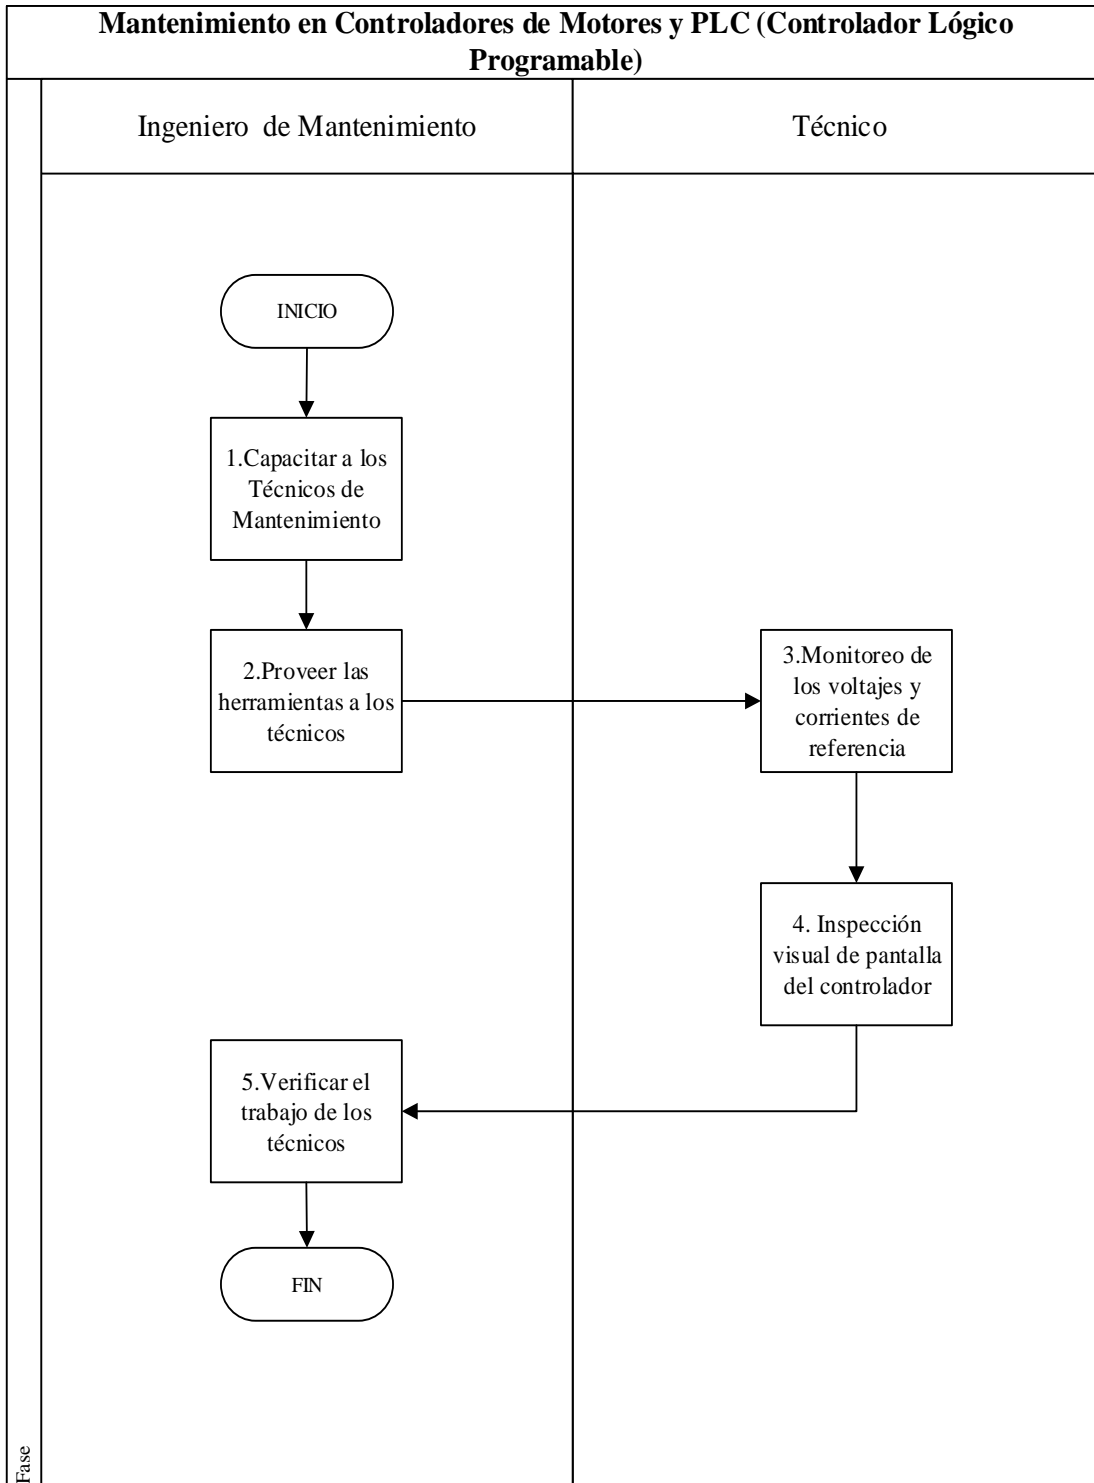 Mantenimiento en Controladores de Motores y PLC (Controlador Lógico
Programable)
Ingeniero de Mantenimiento
Técnico
INICIO
1.Capacitar a los
Técnicos de
Mantenimiento
2.Proveer las
herramientas a los
técnicos
3.Monitoreo de
los voltajes y
corrientes de
referencia
4. Inspección
visual de pantalla
del controlador
5.Verificar el
trabajo de los
técnicos
FIN
Fase